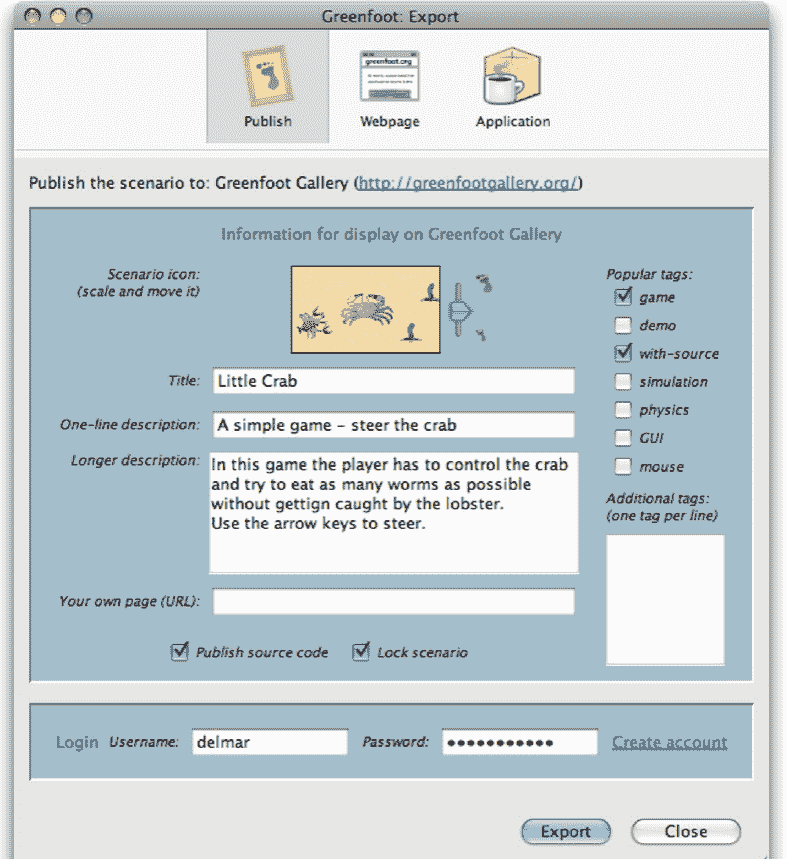 Greenfoot: Export
greenfoot.org
Publish
Webpage
Application
Publish the scenario to: Greenfoot Gallery (http://greenfootgallery.org/)
Information for display on Greenfoot Gallery
Scenario icon:
(scale and move it)
Popular tags:
game
demo
with-source
simulation
physics
GUI
mouse
Title: Little Crab
One-line description: A simple game – steer the crab
Longer description: In this game the player has to control the crab
and try to eat as many worms as possible
without gettign caught by the lobster.
Use the arrow keys to steer.
Additional tags:
(one tag per line)
Your own page (URL):
Publish source code Lock scenario
Login Username: delmar Password: ••••••••••• Create account
Export Close